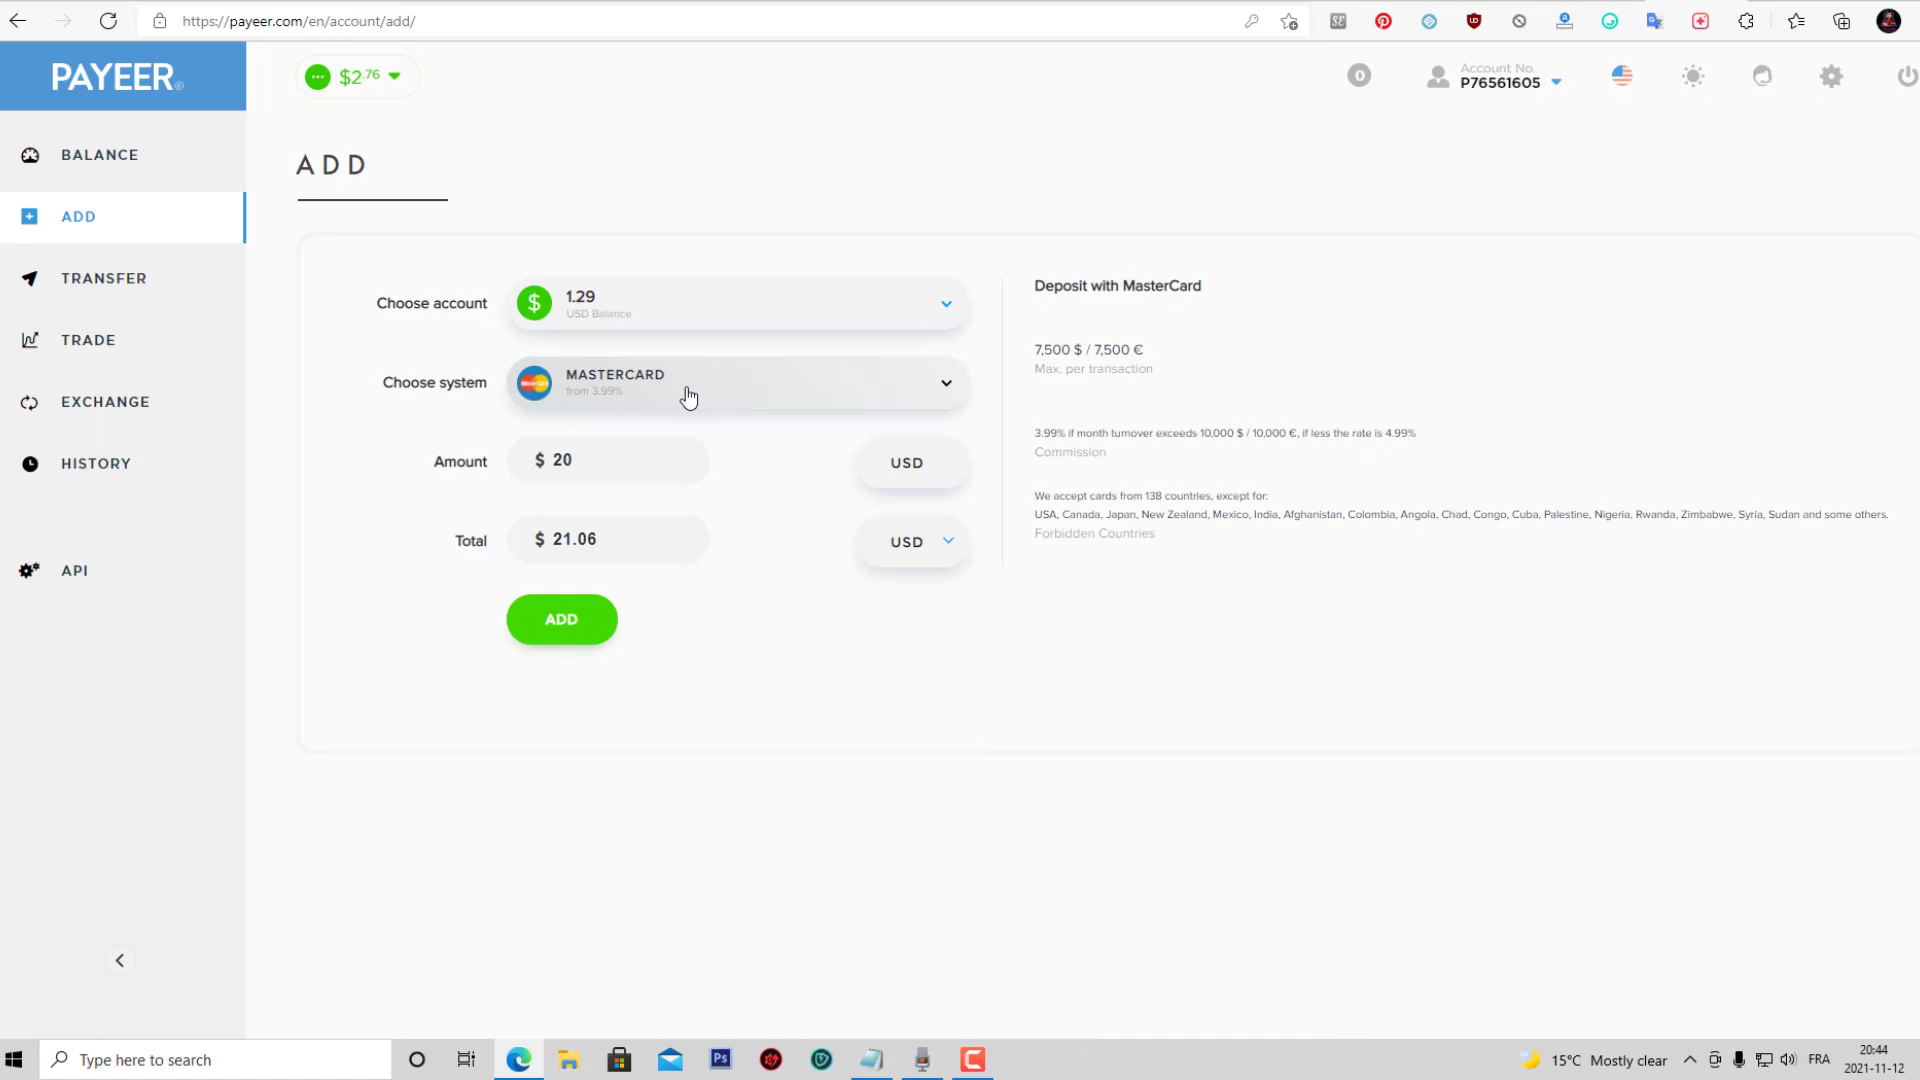 https://payeer.com/en/account/add/
PAYEER®
$2.76
0
Account No.
P76561605
BALANCE
ADD
TRANSFER
TRADE
EXCHANGE
HISTORY
API
ADD
Choose account
$
1.29
USD Balance
Choose system
MASTERCARD
from 3.99%
Amount
$ 20
USD
Total
$ 21.06
USD
ADD
Deposit with MasterCard
7,500 $ / 7,500 €
Max. per transaction
3.99% if month turnover exceeds 10,000 $ / 10,000 €, if less the rate is 4.99%
Commission
We accept cards from 138 countries, except for:
USA, Canada, Japan, New Zealand, Mexico, India, Afghanistan, Colombia, Angola, Chad, Congo, Cuba, Palestine, Nigeria, Rwanda, Zimbabwe, Syria, Sudan and some others.
Forbidden Countries
Type here to search
Ps
15°C Mostly clear
FRA
20:44
2021-11-12